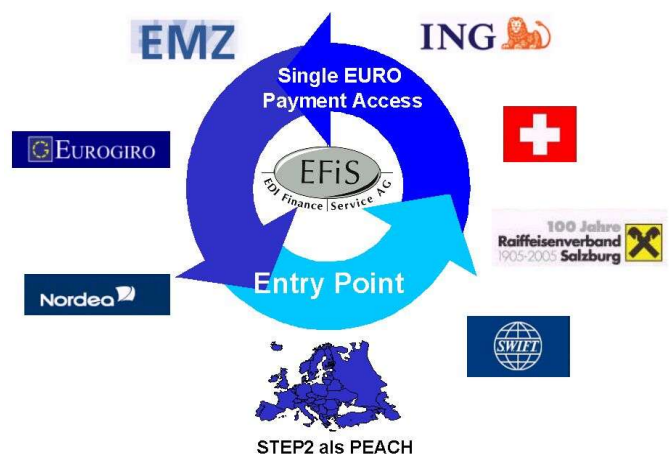 EMZ
ING
Single EURO
Payment Access
EUROGIRO
EFiS
EDI Finance Service AG
100 Jahre
Raiffeisenverband
1905-2005 Salzburg
Nordea
Entry Point
SWIFT
STEP2 als PEACH